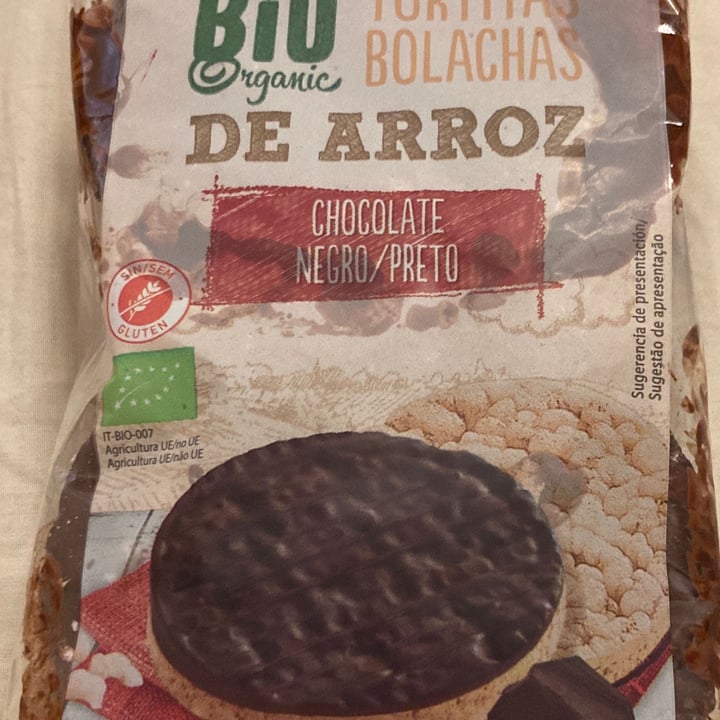 BIO
Organic
TORTITAS
BOLACHAS
DE ARROZ
CHOCOLATE
NEGRO/PRETO
SIN/SEM
GLUTEN
IT-BIO-007
Agricultura UE/no UE
Agricultura UE/não UE
Sugerencia de presentación/
Sugestão de apresentação